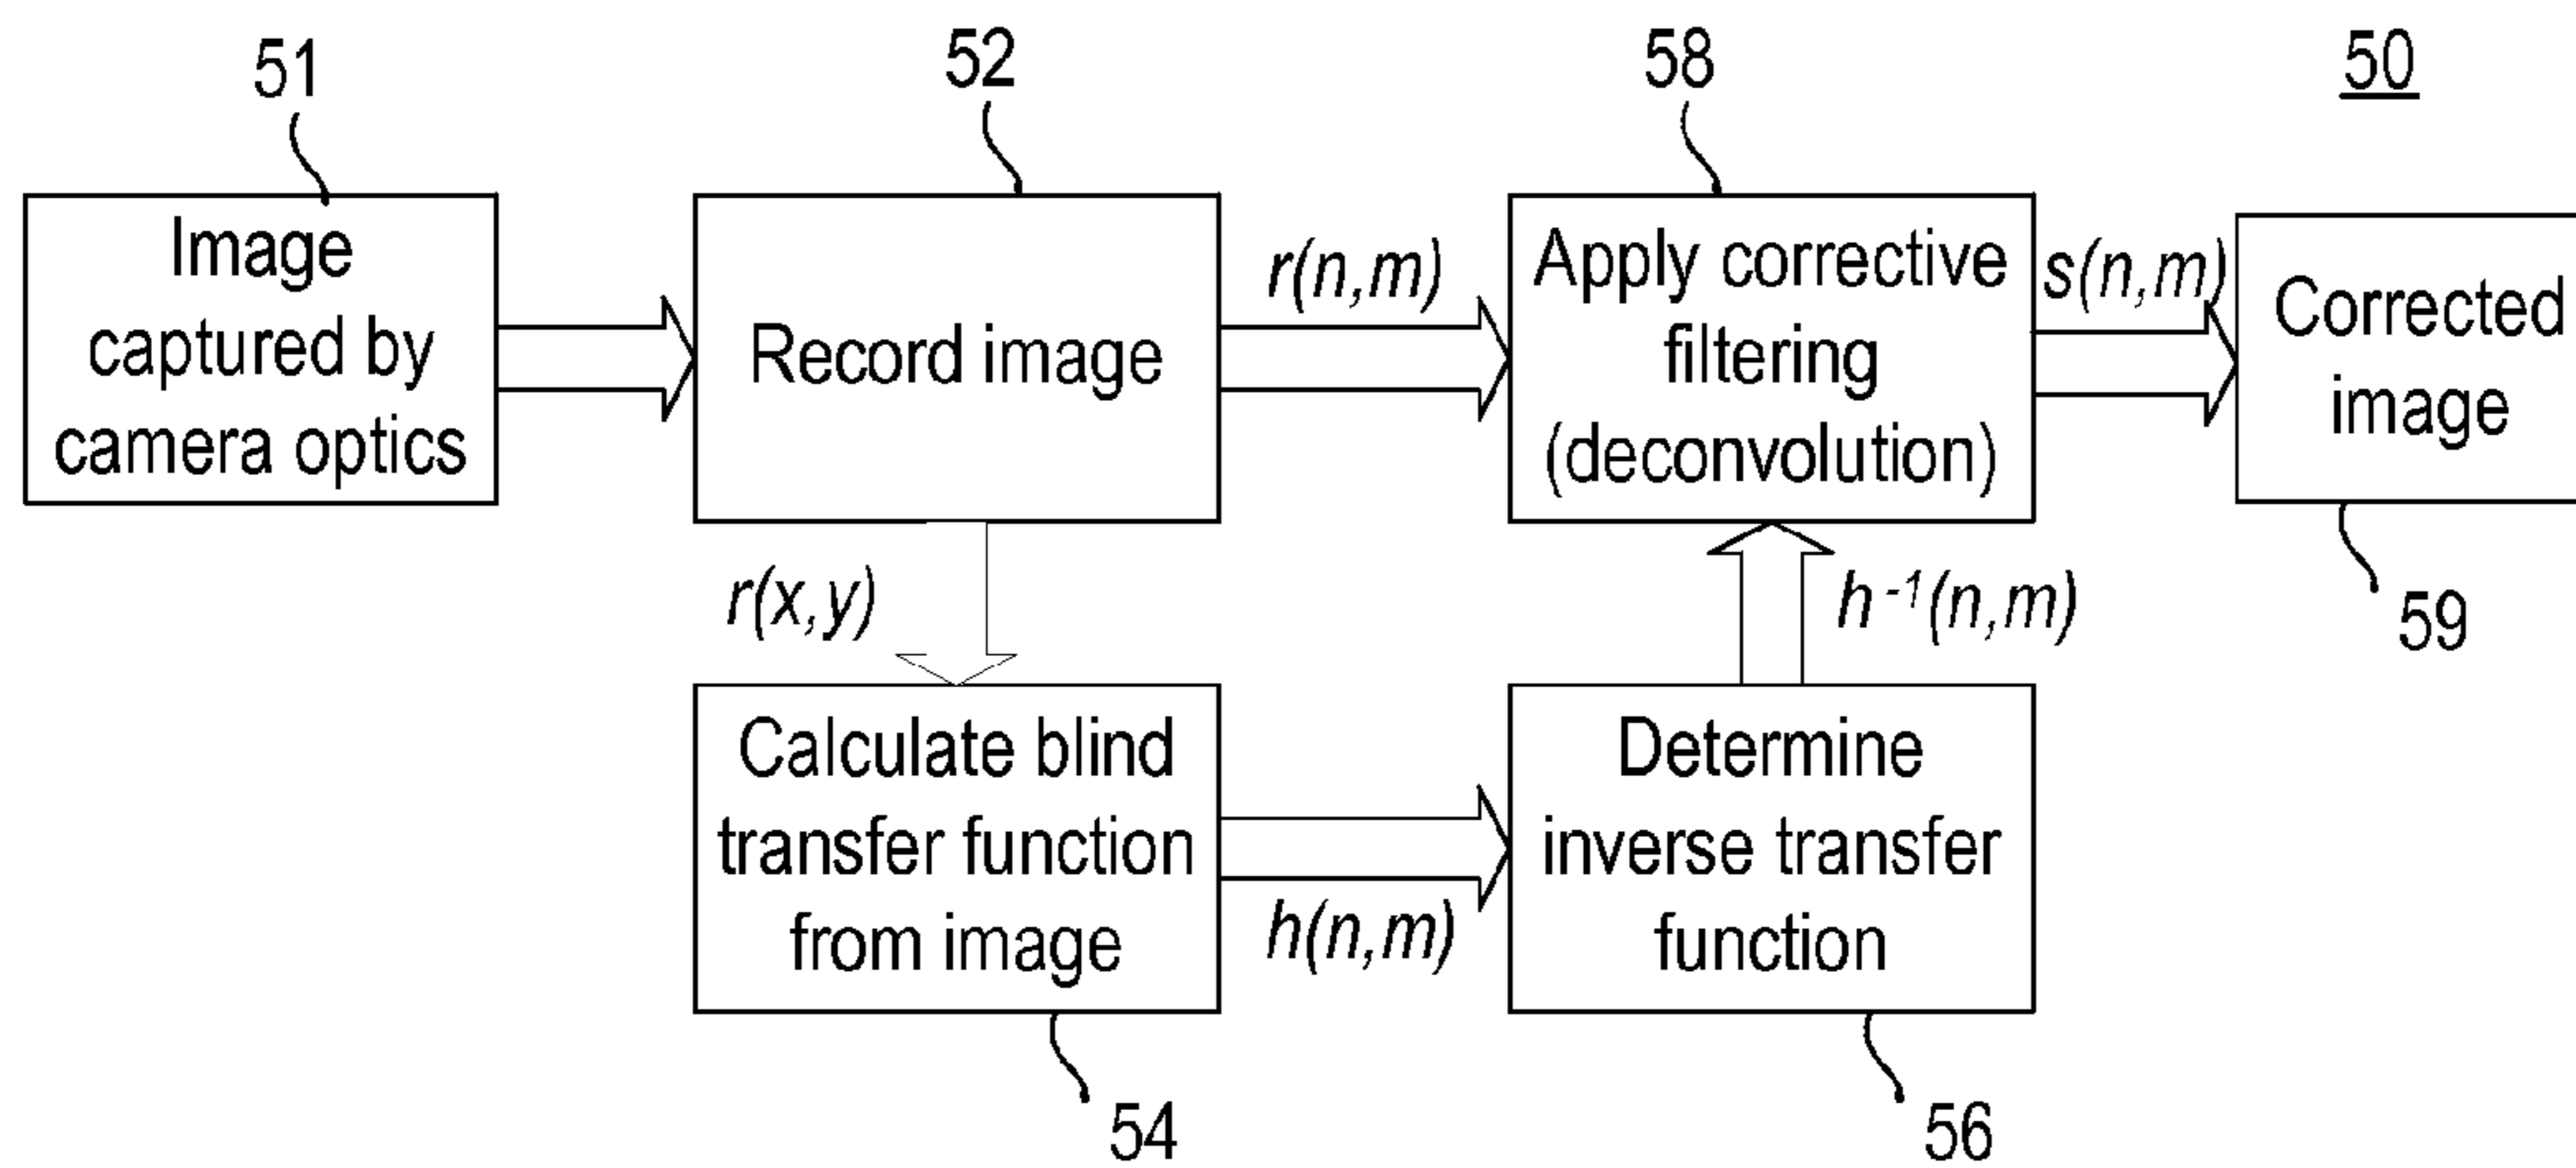 51
52
58
50
Image
captured by
camera optics
Record image
r(n,m)
Apply corrective
filtering
(deconvolution)
s(n,m)
Corrected
image
59
r(x,y)
h⁻¹(n,m)
Calculate blind
transfer function
from image
h(n,m)
Determine
inverse transfer
function
54
56